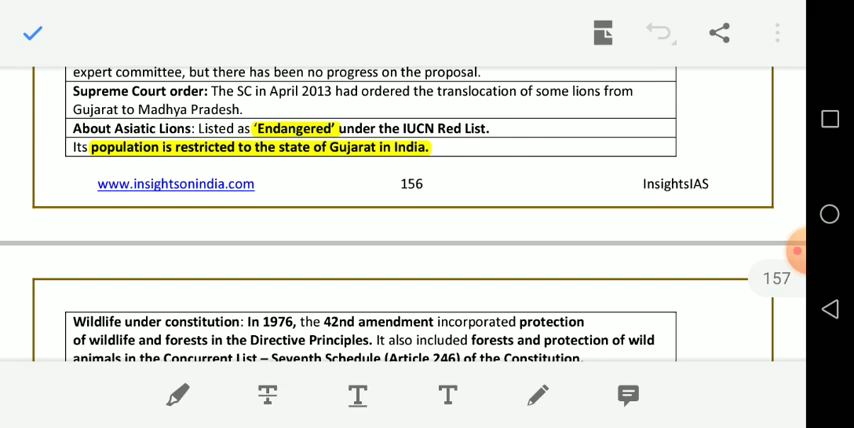 expert committee, but there has been no progress on the proposal.
Supreme Court order: The SC in April 2013 had ordered the translocation of some lions from
Gujarat to Madhya Pradesh.
About Asiatic Lions: Listed as ‘Endangered’ under the IUCN Red List.
Its population is restricted to the state of Gujarat in India.
www.insightsonindia.com 156 InsightsIAS
157
Wildlife under constitution: In 1976, the 42nd amendment incorporated protection
of wildlife and forests in the Directive Principles. It also included forests and protection of wild
animals in the Concurrent List – Seventh Schedule (Article 246) of the Constitution.